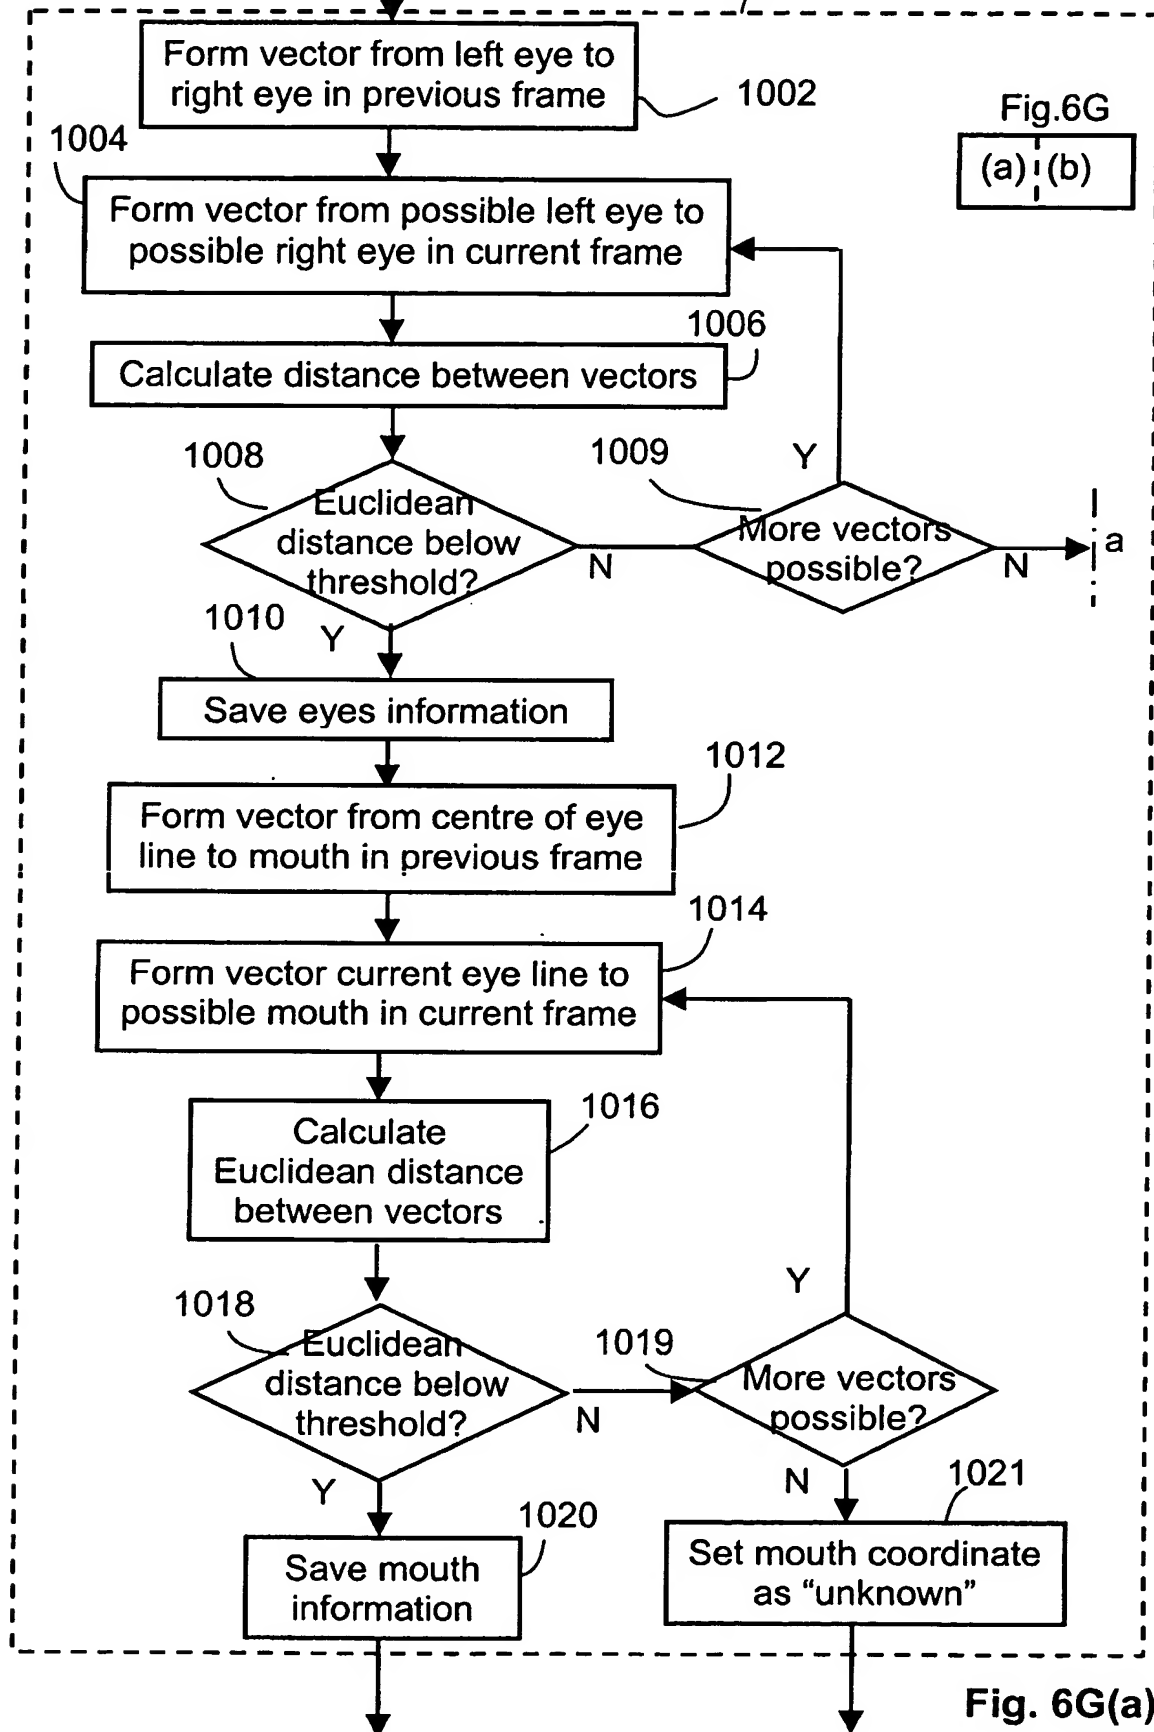 Form vector from left eye to
right eye in previous frame
1002
Fig.6G
(a) (b)
1004
Form vector from possible left eye to
possible right eye in current frame
1006
Calculate distance between vectors
1008
Euclidean
distance below
threshold?
N
Y
1009
More vectors
possible?
Y
N
a
1010
Save eyes information
1012
Form vector from centre of eye
line to mouth in previous frame
1014
Form vector current eye line to
possible mouth in current frame
1016
Calculate
Euclidean distance
between vectors
1018
Euclidean
distance below
threshold?
N
Y
1019
More vectors
possible?
Y
N
1020
Save mouth
information
1021
Set mouth coordinate
as “unknown”
Fig. 6G(a)